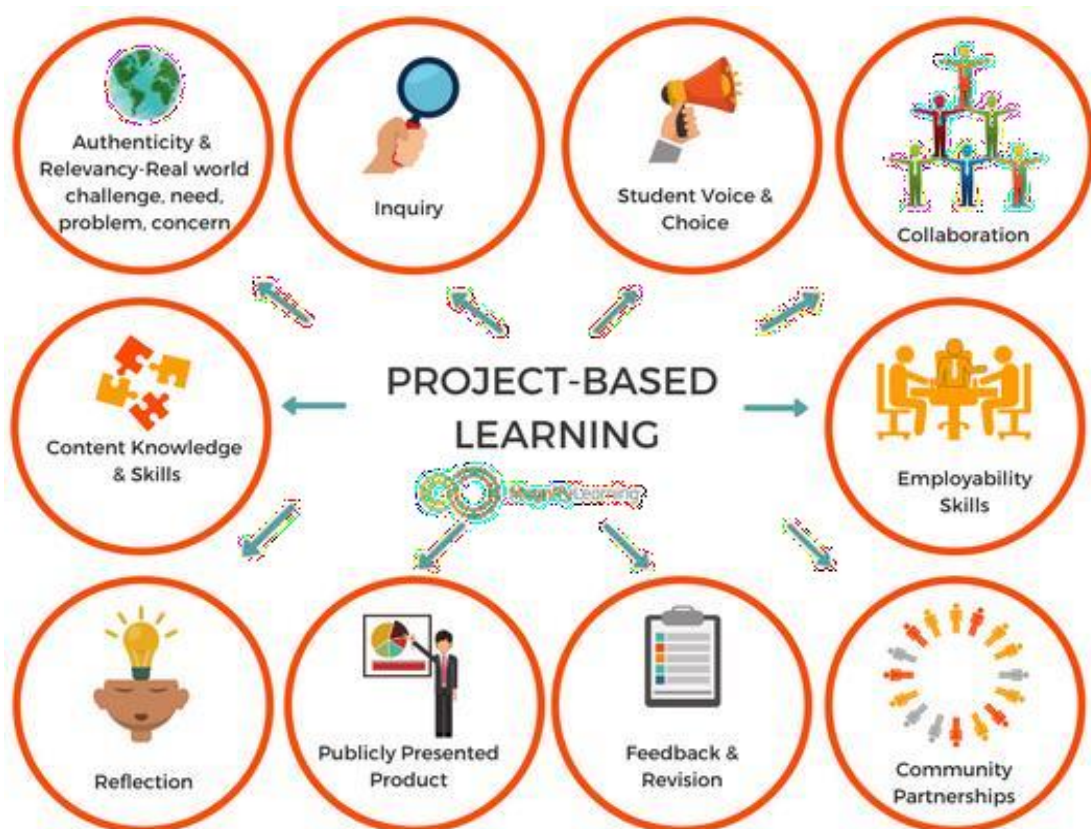 Authenticity &
Relevancy-Real world
challenge, need,
problem, concern
Inquiry
Student Voice &
Choice
Collaboration
PROJECT-BASED
LEARNING
Content Knowledge
& Skills
Employability
Skills
Learning
Reflection
Publicly Presented
Product
Feedback &
Revision
Community
Partnerships